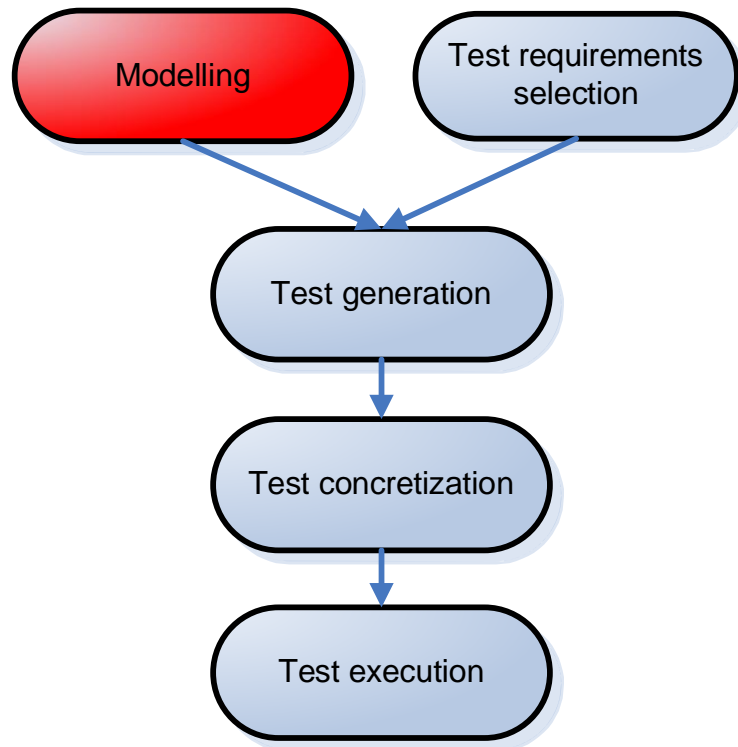 Modelling
Test requirements
selection
Test generation
Test concretization
Test execution